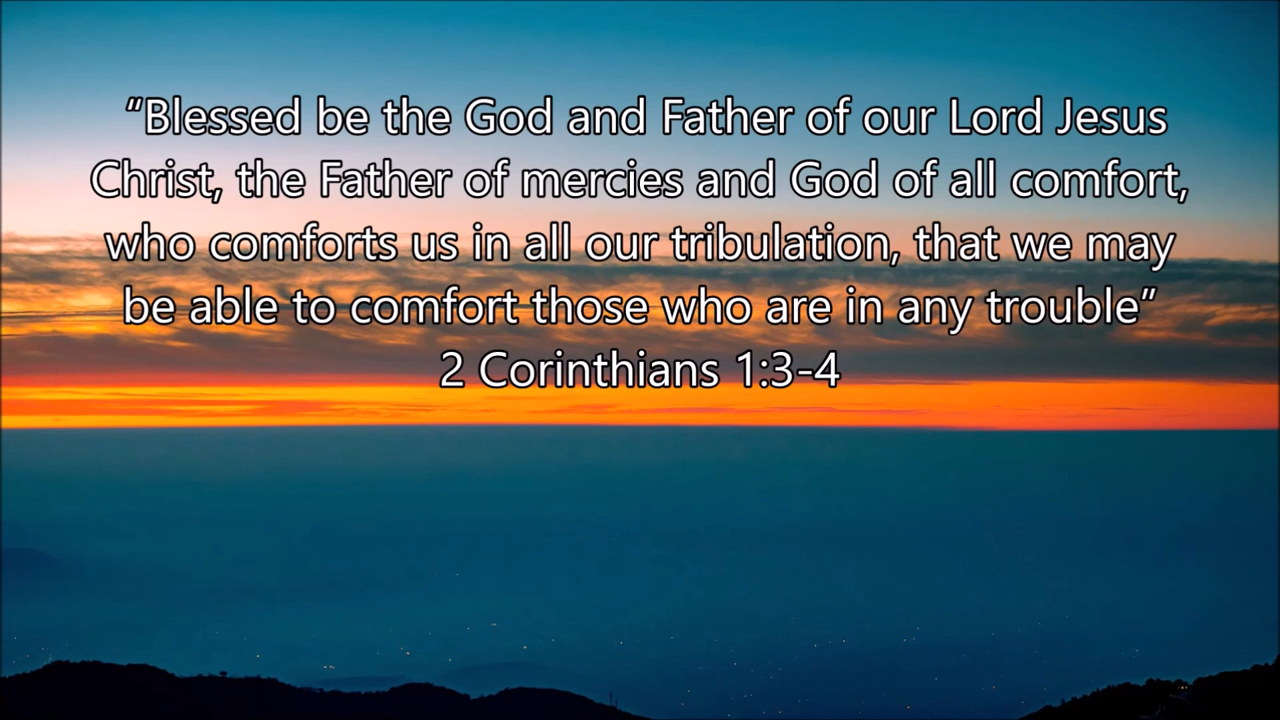 “Blessed be the God and Father of our Lord Jesus
Christ, the Father of mercies and God of all comfort,
who comforts us in all our tribulation, that we may
be able to comfort those who are in any trouble”
2 Corinthians 1:3-4